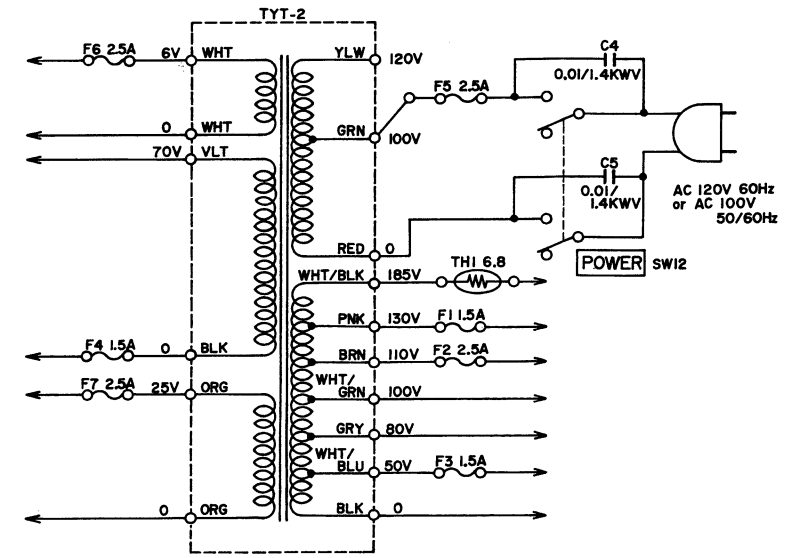 TYT-2
F6 2.5A 6V WHT YLW 120V
C4
0.01/1.4KWV
F5 2.5A
0 WHT GRN 100V
70V VLT
C5
0.01/
1.4KWV
AC 120V 60Hz
or AC 100V
50/60Hz
RED 0
POWER SW12
WHT/BLK 185V TH1 6.8
PNK 130V F1 1.5A
F4 1.5A 0 BLK BRN 110V F2 2.5A
F7 2.5A 25V ORG WHT/
GRN 100V
GRY 80V
WHT/
BLU 50V F3 1.5A
0 ORG BLK 0